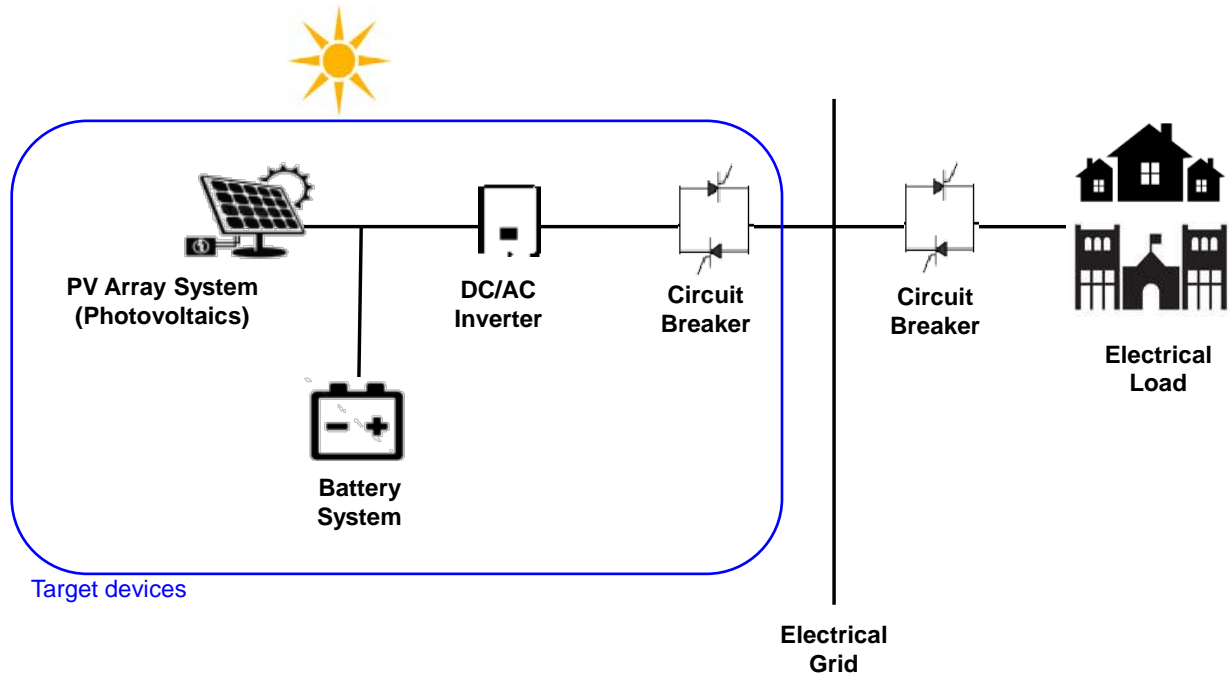 PV Array System
(Photovoltaics)
DC/AC
Inverter
Circuit
Breaker
Circuit
Breaker
Electrical
Load
Battery
System
Target devices
Electrical
Grid